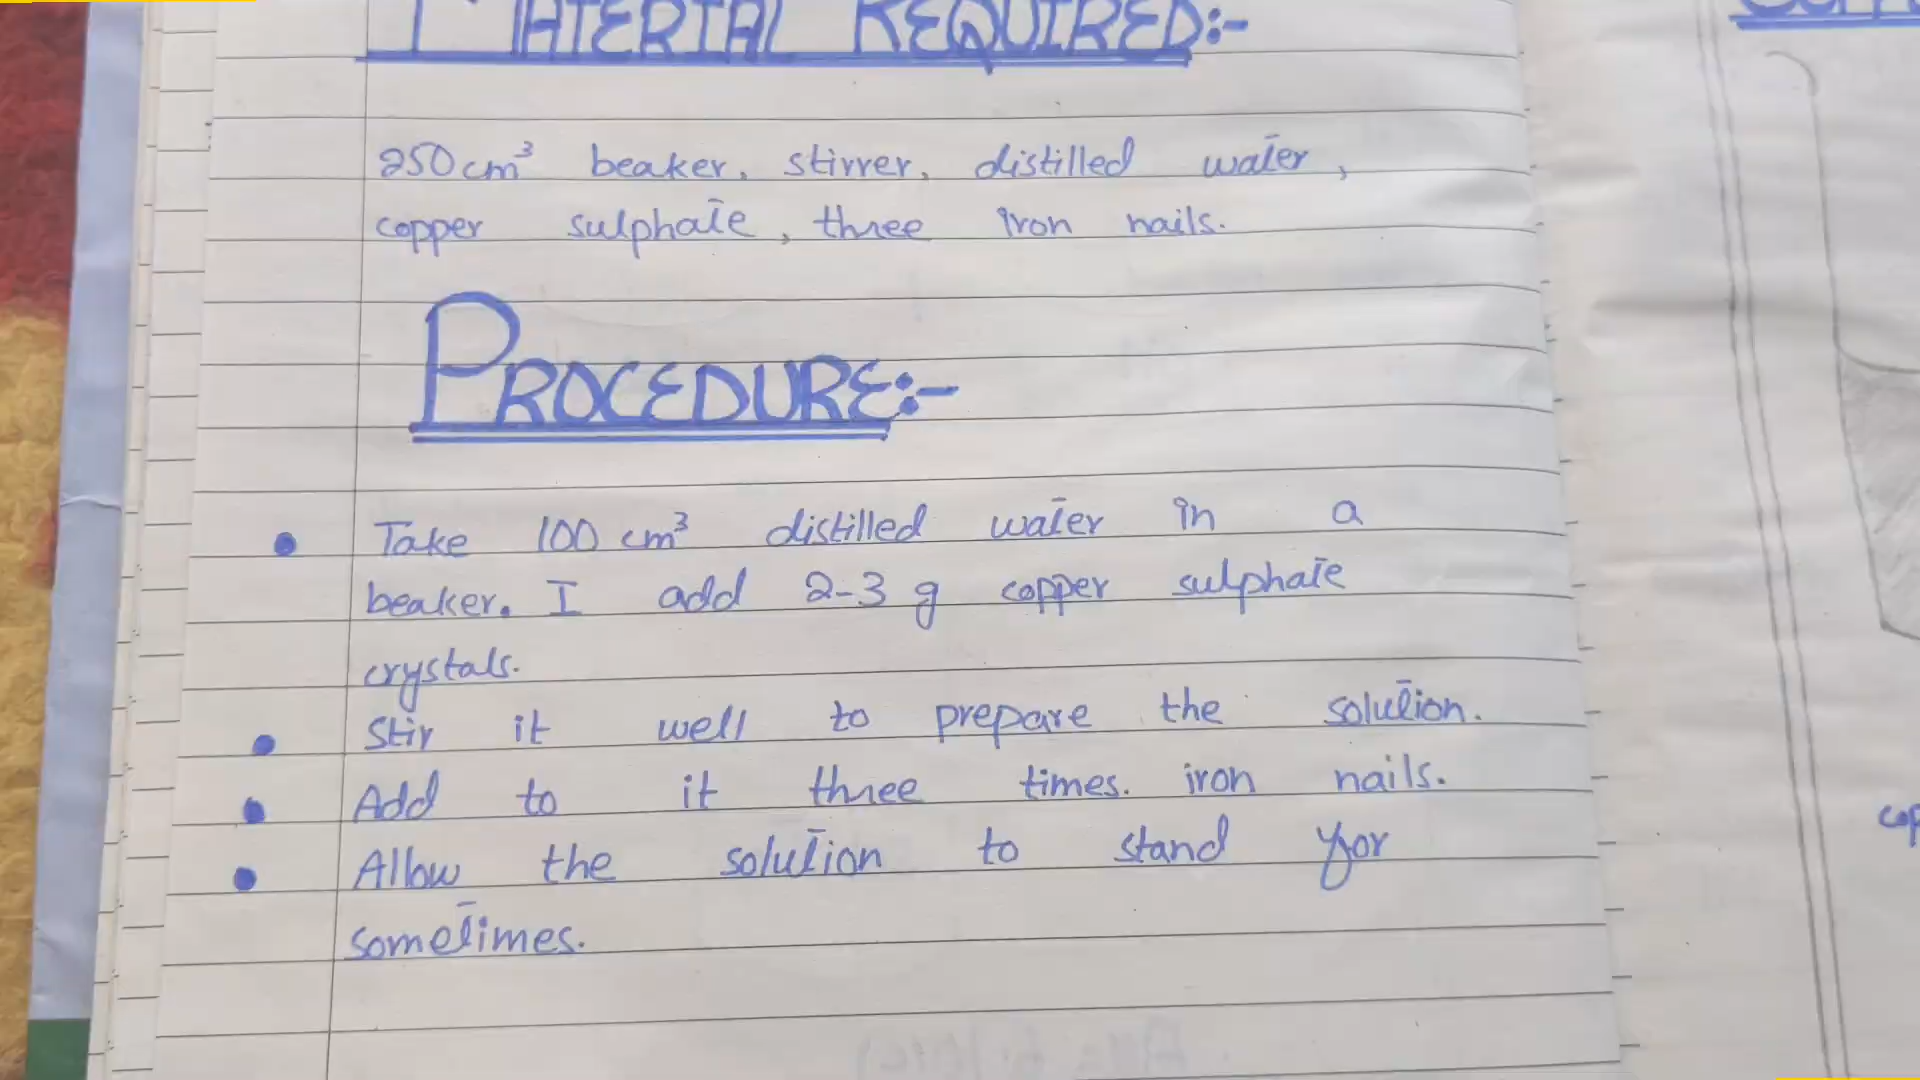 MATERIAL REQUIRED:-
250 cm³ beaker, stirrer, distilled water,
copper sulphate, three iron nails.
PROCEDURE:-
• Take 100 cm³ distilled water in a
beaker. I add 2-3 g copper sulphate
crystals.
• Stir it well to prepare the solution.
• Add to it three times. iron nails.
• Allow the solution to stand for
sometimes.